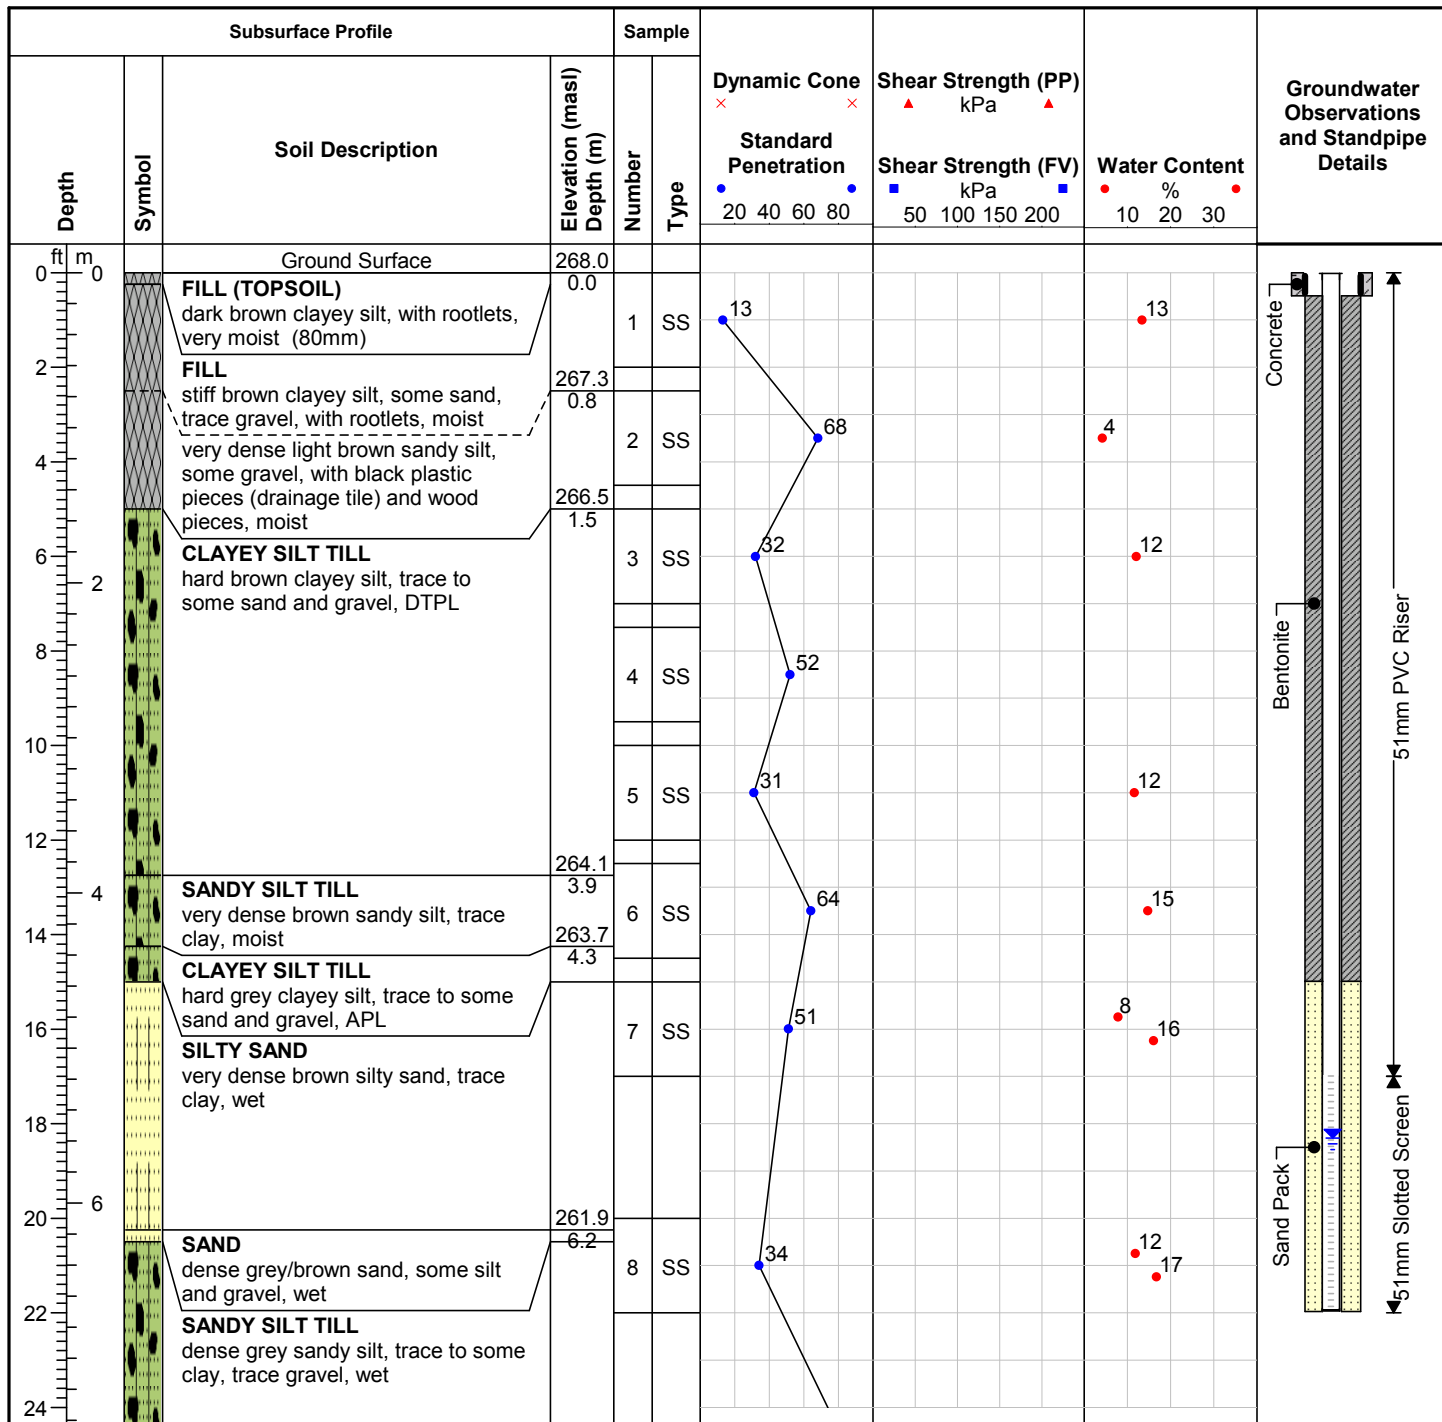 Subsurface Profile
Sample
Depth
Symbol
Soil Description
Elevation (masl)
Depth (m)
Number
Type
Dynamic Cone
Standard
Penetration
20 40 60 80
Shear Strength (PP)
kPa
Shear Strength (FV)
kPa
50 100 150 200
Water Content
%
10 20 30
Groundwater
Observations
and Standpipe
Details
ft m
Ground Surface
268.0
0 0
0.0
FILL (TOPSOIL)
dark brown clayey silt, with rootlets,
very moist (80mm)
1 SS
13
13
2
FILL
stiff brown clayey silt, some sand,
trace gravel, with rootlets, moist
267.3
0.8
2 SS
68
4
very dense light brown sandy silt,
some gravel, with black plastic
pieces (drainage tile) and wood
pieces, moist
4
266.5
1.5
CLAYEY SILT TILL
hard brown clayey silt, trace to
some sand and gravel, DTPL
6
2
3 SS
32
12
8
4 SS
52
10
5 SS
31
12
12
264.1
3.9
4
SANDY SILT TILL
very dense brown sandy silt, trace
clay, moist
6 SS
64
15
14
263.7
4.3
CLAYEY SILT TILL
hard grey clayey silt, trace to some
sand and gravel, APL
16
7 SS
51
8
16
SILTY SAND
very dense brown silty sand, trace
clay, wet
18
6
20
261.9
6.2
SAND
dense grey/brown sand, some silt
and gravel, wet
8 SS
34
12
17
22
SANDY SILT TILL
dense grey sandy silt, trace to some
clay, trace gravel, wet
24
Concrete
Bentonite
Sand Pack
51mm PVC Riser
51mm Slotted Screen